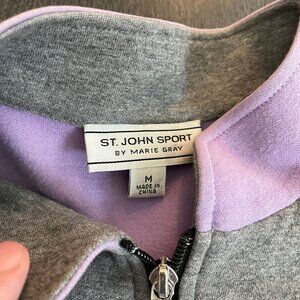 ST. JOHN SPORT
BY MARIE GRAY
M
MADE IN
CHINA